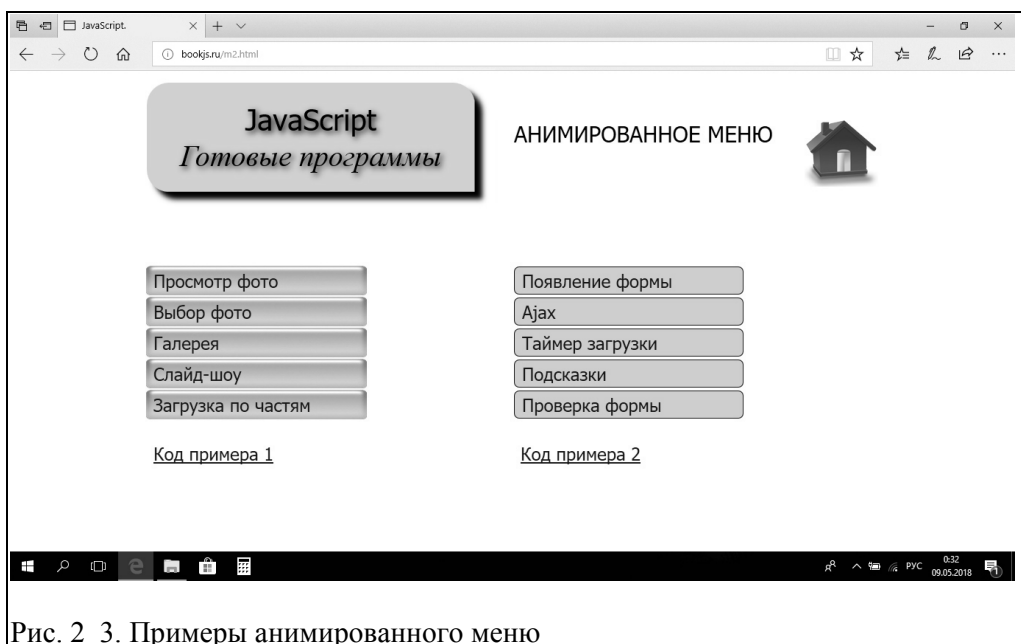 JavaScript.
bookjs.ru/m2.html
JavaScript
Готовые программы
АНИМИРОВАННОЕ МЕНЮ
Просмотр фото
Выбор фото
Галерея
Слайд-шоу
Загрузка по частям
Код примера 1
Появление формы
Ajax
Таймер загрузки
Подсказки
Проверка формы
Код примера 2
РУС
0:32
09.05.2018
1
Рис. 2 3. Примеры анимированного меню